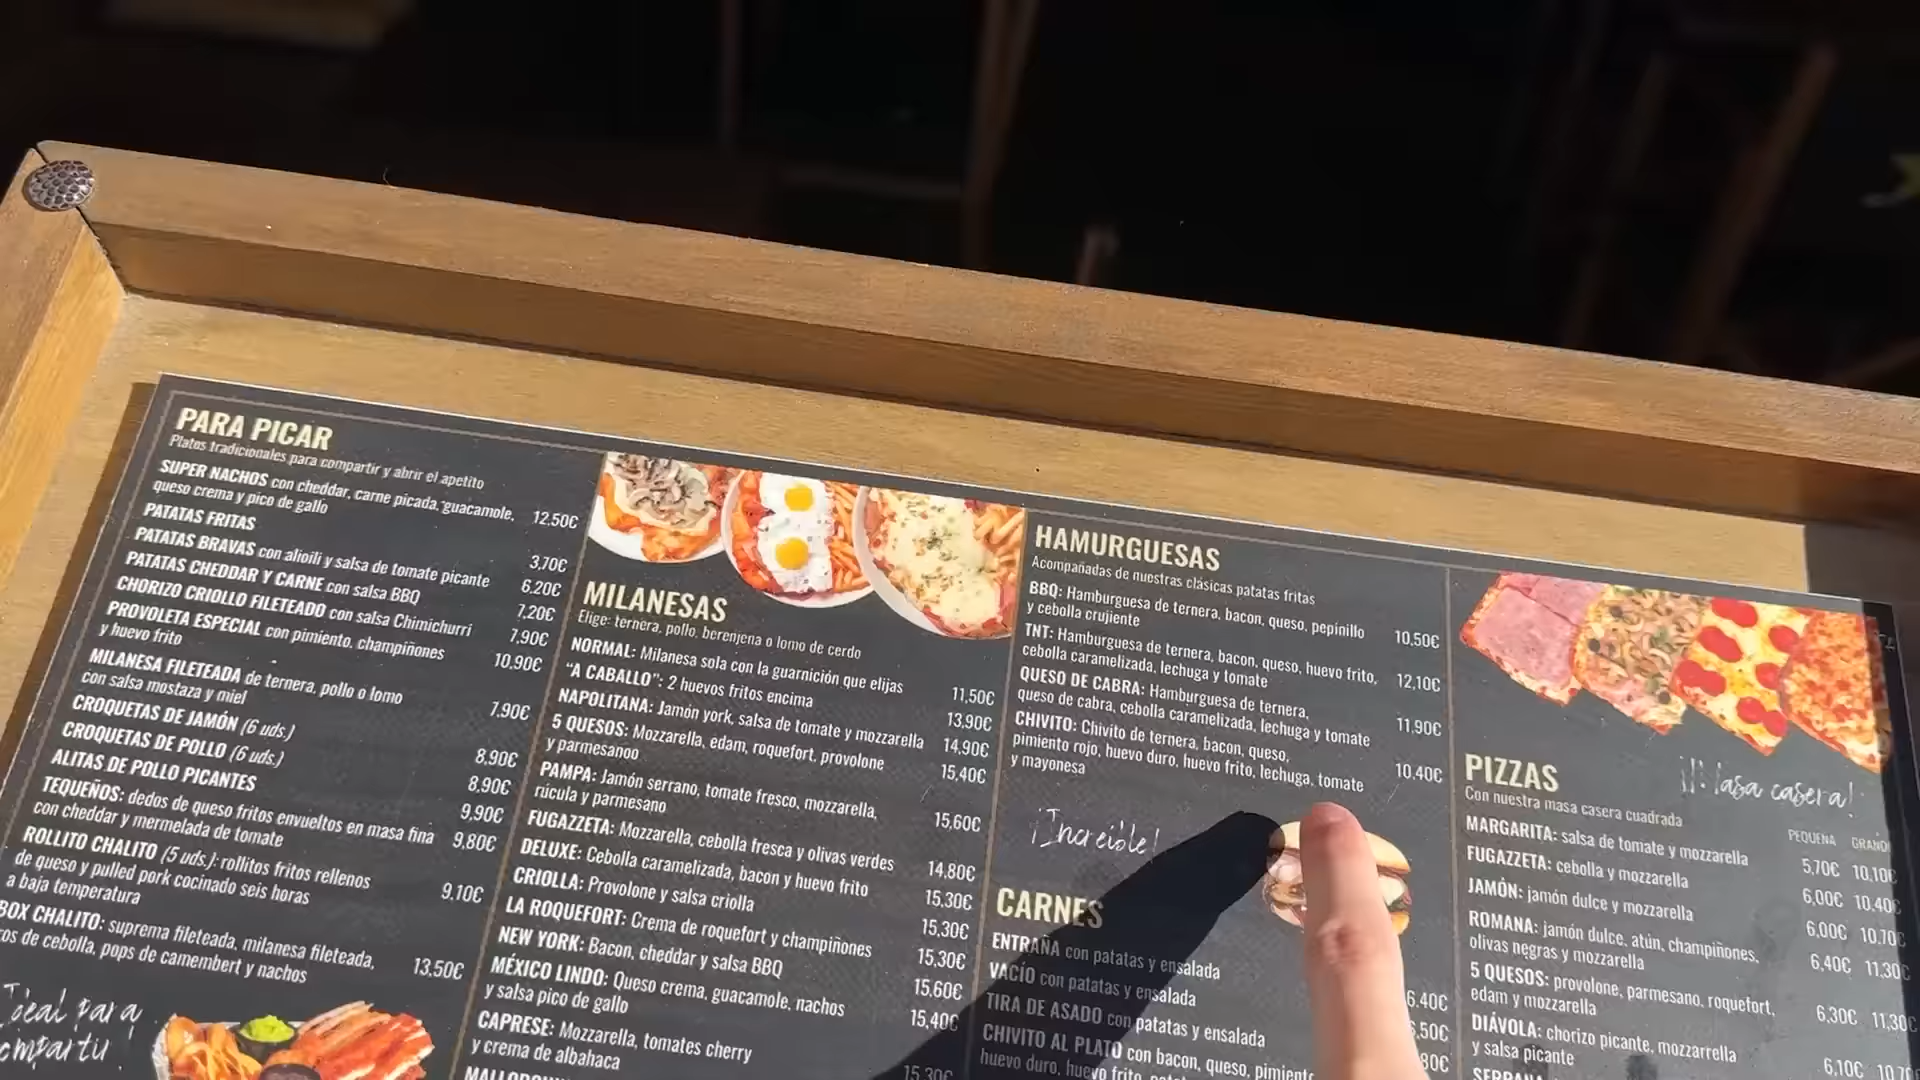 PARA PICAR
Platos tradicionales para compartir y abrir el apetito
SUPER NACHOS con cheddar, carne picada, guacamole,
queso crema y pico de gallo 12.50€
PATATAS FRITAS 3,70€
PATATAS BRAVAS con alioili y salsa de tomate picante 6.20€
PATATAS CHEDDAR Y CARNE con salsa BBQ 7,20€
CHORIZO CRIOLLO FILETEADO con salsa Chimichurri 7.90€
PROVOLETA ESPECIAL con pimiento, champiñones 10.90€
y huevo frito
MILANESA FILETEADA de ternera, pollo o lomo 7.90€
con salsa mostaza y miel
CROQUETAS DE JAMÓN (6 uds.) 8.90€
CROQUETAS DE POLLO (6 uds.) 8.90€
ALITAS DE POLLO PICANTES 9,90€
TEQUEÑOS: dedos de queso fritos envueltos en masa fina 9.80€
con cheddar y mermelada de tomate
ROLLITO CHALITO (5 uds.): rollitos fritos rellenos 9,10€
de queso y pulled pork cocinado seis horas
a baja temperatura
BOX CHALITO: suprema fileteada, milanesa fileteada, 13.50€
de cebolla, pops de camembert y nachos
Ideal para
MILANESAS
Elige: ternera, pollo, berenjena o lomo de cerdo
NORMAL: Milanesa sola con la guarnición que elijas 11,50€
"A CABALLO": 2 huevos fritos encima 13.90€
NAPOLITANA: Jamón york, salsa de tomate y mozzarella 14.90€
5 QUESOS: Mozzarella, edam, roquefort, provolone 15.40€
y parmesanoo
PAMPA: Jamón serrano, tomate fresco, mozzarella, 15,60€
rúcula y parmesano
FUGAZZETA: Mozzarella, cebolla fresca y olivas verdes 14.80€
DELUXE: Cebolla caramelizada, bacon y huevo frito 15.30€
CRIOLLA: Provolone y salsa criolla 15.30€
LA ROQUEFORT: Crema de roquefort y champiñones 15,30€
NEW YORK: Bacon, cheddar y salsa BBQ 15.60€
MÉXICO LINDO: Queso crema, guacamole, nachos 15,40€
y salsa pico de gallo
CAPRESE: Mozzarella, tomates cherry 15.30€
y crema de albahaca
HAMURGUESAS
Acompañadas de nuestras clásicas patatas fritas
BBQ: Hamburguesa de ternera, bacon, queso, pepinillo 10,50€
y cebolla crujiente
TNT: Hamburguesa de ternera, bacon, queso, huevo frito, 12,10€
cebolla caramelizada, lechuga y tomate
QUESO DE CABRA: Hamburguesa de ternera, 11,90€
queso de cabra, cebolla caramelizada, lechuga y tomate
CHIVITO: Chivito de ternera, bacon, queso, 10.40€
pimiento rojo, huevo duro, huevo frito, lechuga, tomate
y mayonesa
¡Increíble!
CARNES
ENTRAÑA con patatas y ensalada
VACÍO con patatas y ensalada
TIRA DE ASADO con patatas y ensalada
CHIVITO AL PLATO con bacon, queso, pimiento
huevo duro, huevo frito
PIZZAS
¡Masa casera!
Con nuestra masa casera cuadrada
PEQUEÑA
MARGARITA: salsa de tomate y mozzarella 5,70€ 10,10€
FUGAZZETA: cebolla y mozzarella 6,00€ 10,40€
JAMÓN: jamón dulce y mozzarella 6,00€ 10,70€
ROMANA: jamón dulce, atún, champiñones, 6,40€ 11,30€
olivas negras y mozzarella
5 QUESOS: provolone, parmesano, roquefort, 6,30€ 11,30€
edam y mozzarella
DIÁVOLA: chorizo picante, mozzarrella 6,10€
y salsa picante